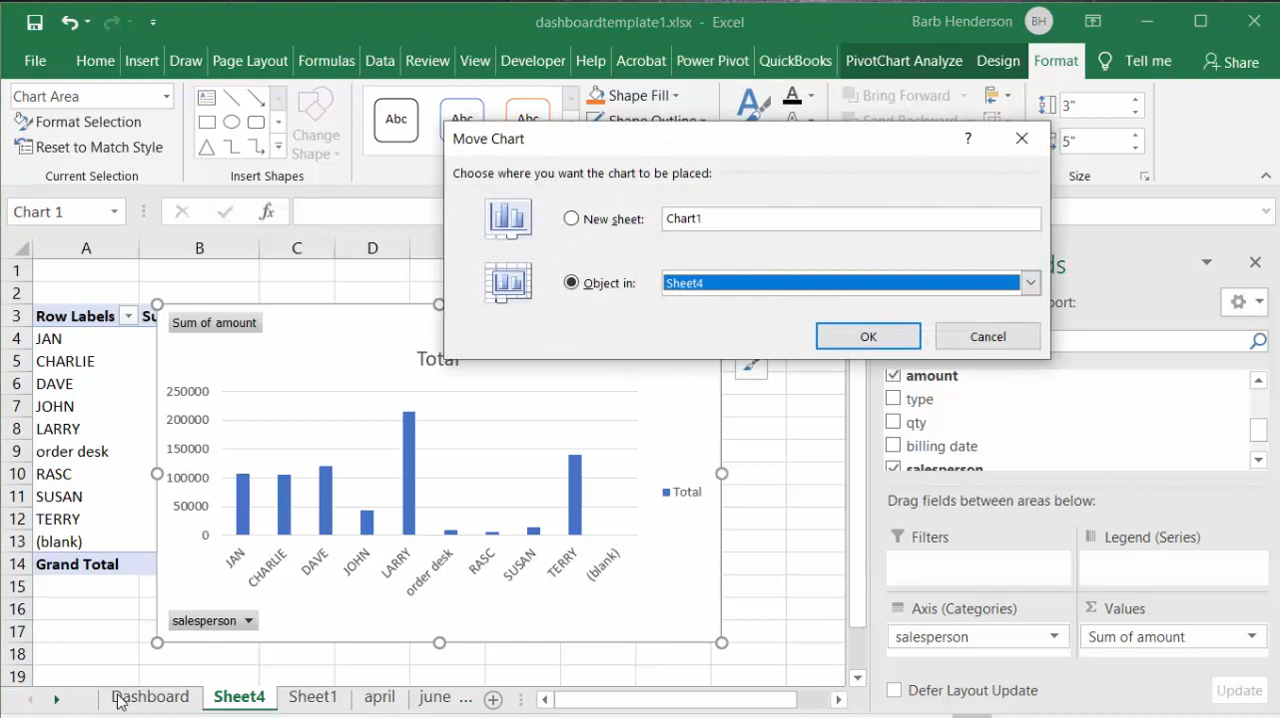 dashboardtemplate1.xlsx - Excel
Barb Henderson BH
File Home Insert Draw Page Layout Formulas Data Review View Developer Help Acrobat Power Pivot QuickBooks PivotChart Analyze Design Format Tell me Share
Chart Area
Format Selection
Reset to Match Style
Current Selection
Change
Shape
Insert Shapes
Abc Abc Abc
Shape Fill
Shape Outline
A A
Bring Forward
Send Backward
3"
5"
Size
Move Chart ? 
Choose where you want the chart to be placed:
New sheet: Chart1
Object in: Sheet4
OK Cancel
Chart 1 fx
A B C D
1
2
3 Row Labels Su
4 JAN
5 CHARLIE
6 DAVE
7 JOHN
8 LARRY
9 order desk
10 RASC
11 SUSAN
12 TERRY
13 (blank)
14 Grand Total
15
16
17
18
19
Sum of amount
Total
250000
200000
150000
100000
50000
0
JAN CHARLIE DAVE JOHN LARRY order desk RASC SUSAN TERRY (blank)
Total
salesperson
ds
port:
amount
type
qty
billing date
salesperson
Drag fields between areas below:
Filters Legend (Series)
Axis (Categories) Values
salesperson Sum of amount
Defer Layout Update Update
Dashboard Sheet4 Sheet1 april june ...